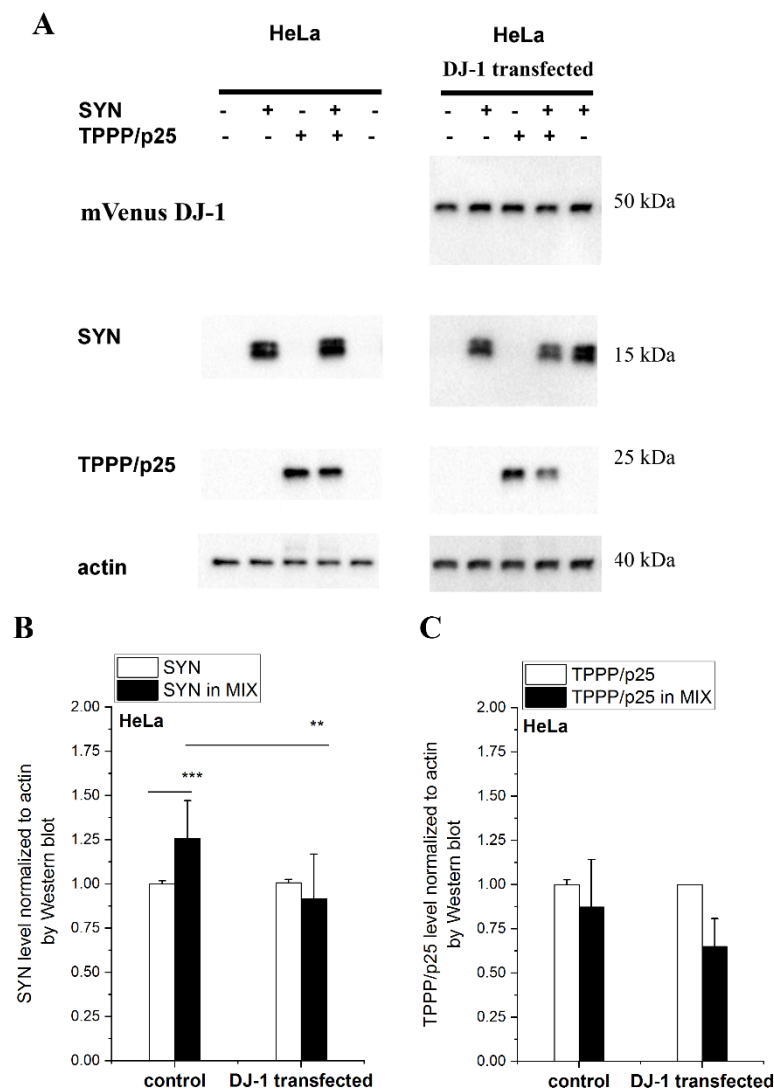 A
HeLa
HeLa
DJ-1 transfected
SYN - + - + - - + - + +
TPPP/p25 - - + + - - - + + -
mVenus DJ-1
50 kDa
SYN
15 kDa
TPPP/p25
25 kDa
actin
40 kDa
B
SYN
SYN in MIX
HeLa
**
***
2.00
1.75
1.50
1.25
1.00
0.75
0.50
0.25
0.00
SYN level normalized to actin
by Western blot
control
DJ-1 transfected
C
TPPP/p25
TPPP/p25 in MIX
HeLa
2.00
1.75
1.50
1.25
1.00
0.75
0.50
0.25
0.00
TPPP/p25 level normalized to actin
by Western blot
control
DJ-1 transfected